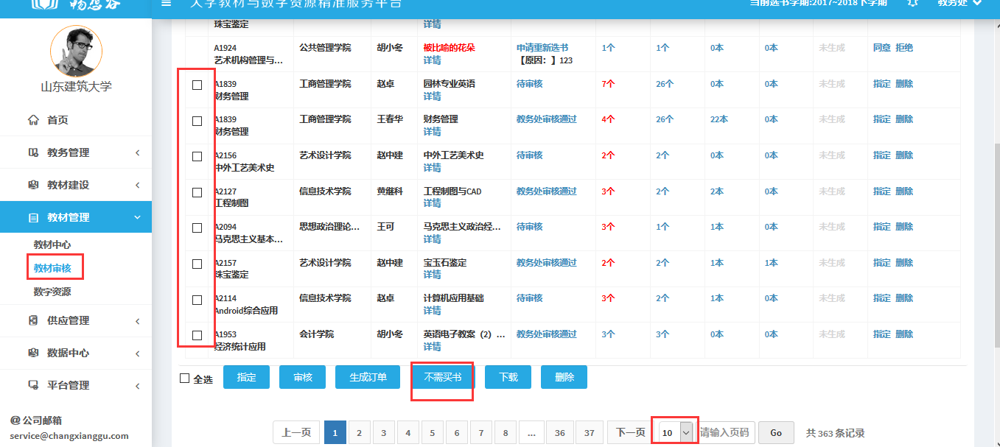 畅想谷
大学教材与数字资源精准服务平台
当前选书学期:2017~2018下学期
教务处
山东建筑大学
首页
教务管理
教材建设
教材管理
教材中心
教材审核
数字资源
供应管理
数据中心
平台管理
@公司邮箱
service@changxianggu.com
珠宝鉴定
详情
A1924 公共管理学院 胡小冬 被比喻的花朵 申请重新选书 1个 1个 0本 0本 未生成 同意 拒绝
艺术机构管理与... 详情 【原因：】123
A1839 工商管理学院 赵卓 园林专业英语 待审核 7个 26个 0本 0本 未生成 指定 删除
财务管理 详情
A1839 工商管理学院 王春华 财务管理 教务处审核通过 4个 26个 22本 0本 未生成 指定 删除
财务管理 详情
A2156 艺术设计学院 赵中建 中外工艺美术史 待审核 2个 2个 0本 0本 未生成 指定 删除
中外工艺美术史 详情
A2127 信息技术学院 黄继科 工程制图与CAD 教务处审核通过 3个 2个 2本 0本 未生成 指定 删除
工程制图 详情
A2094 思想政治理论... 王可 马克思主义政治经... 待审核 3个 1个 1本 0本 未生成 指定 删除
马克思主义基本... 详情
A2157 艺术设计学院 赵中建 宝玉石鉴定 教务处审核通过 2个 2个 1本 1本 未生成 指定 删除
珠宝鉴定 详情
A2114 信息技术学院 赵卓 计算机应用基础 待审核 3个 2个 1本 0本 未生成 指定 删除
Android综合应用 详情
A1953 会计学院 胡小冬 英语电子教案（2）... 教务处审核通过 3个 3个 0本 0本 未生成 指定 删除
经济统计应用 详情
全选 指定 审核 生成订单 不需买书 下载 删除
上一页 1 2 3 4 5 6 7 8 ... 36 37 下一页 10 请输入页码 Go 共 363 条记录